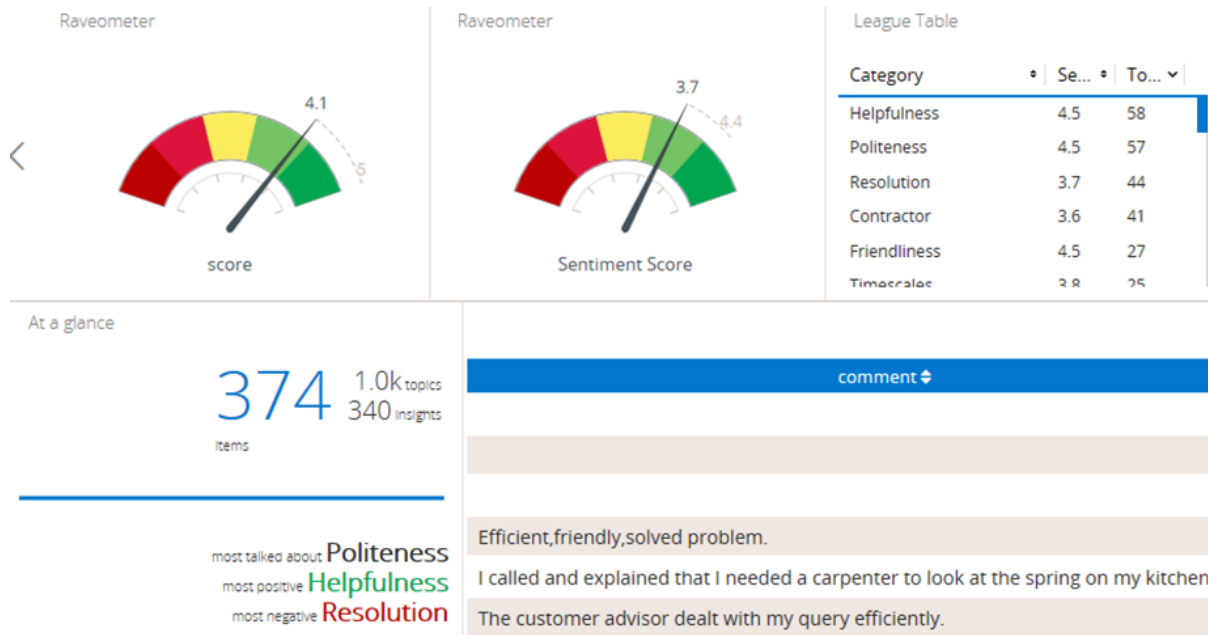 Raveometer
4.1
5
score
Raveometer
3.7
4.4
Sentiment Score
League Table
Category Se... To...
Helpfulness 4.5 58
Politeness 4.5 57
Resolution 3.7 44
Contractor 3.6 41
Friendliness 4.5 27
Timescales 3.8 25
At a glance
374
items
1.0k topics
340 insights
most talked about Politeness
most positive Helpfulness
most negative Resolution
comment
Efficient,friendly,solved problem.
I called and explained that I needed a carpenter to look at the spring on my kitchen
The customer advisor dealt with my query efficiently.